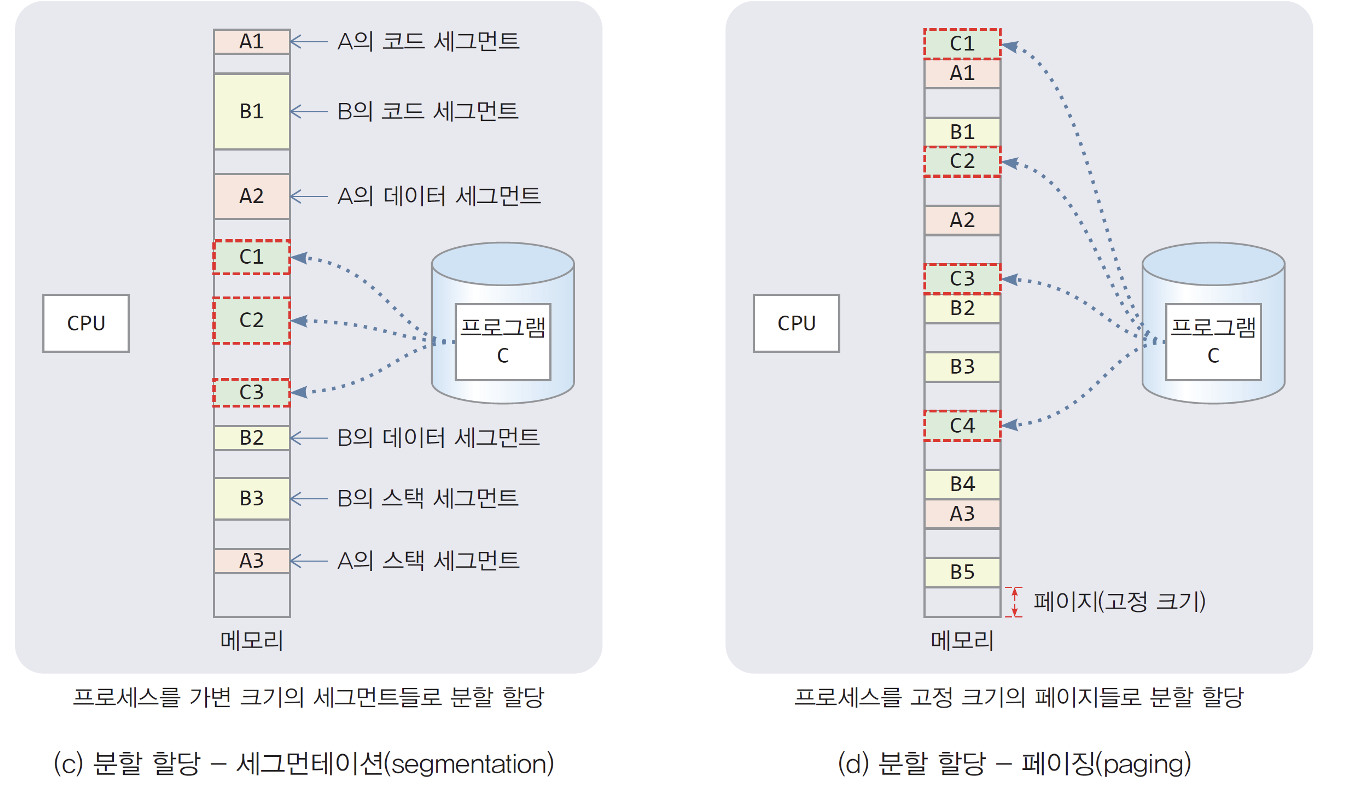 A1
A의 코드 세그먼트
B1
B의 코드 세그먼트
A2
A의 데이터 세그먼트
C1
C2
C3
CPU
프로그램
C
B2
B의 데이터 세그먼트
B3
B의 스택 세그먼트
A3
A의 스택 세그먼트
메모리
프로세스를 가변 크기의 세그먼트들로 분할 할당
(c) 분할 할당 – 세그먼테이션(segmentation)
C1
A1
B1
C2
A2
C3
B2
CPU
프로그램
C
B3
C4
B4
A3
B5
페이지(고정 크기)
메모리
프로세스를 고정 크기의 페이지들로 분할 할당
(d) 분할 할당 – 페이징(paging)